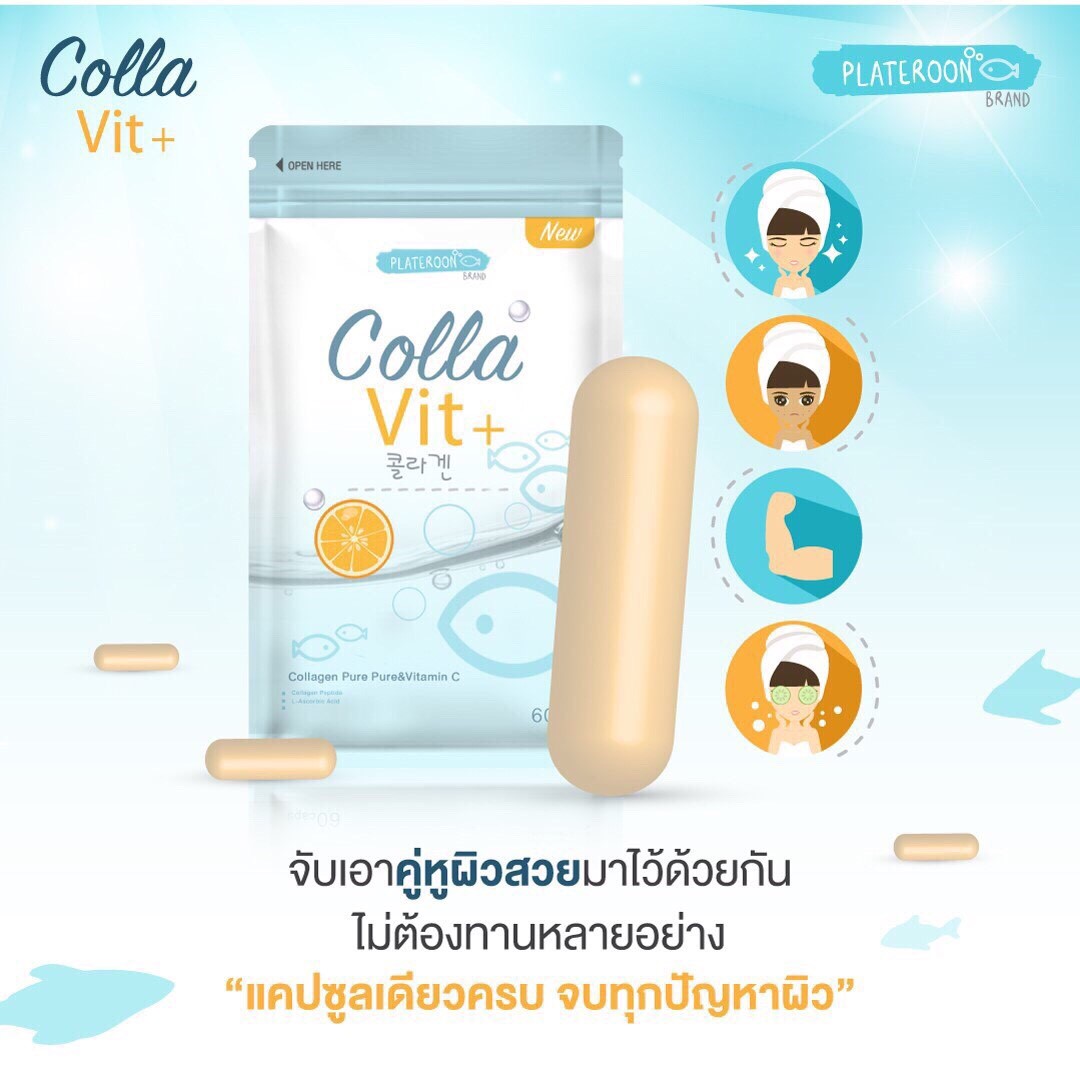 Colla
Vit +
PLATEROON
BRAND
OPEN HERE
New
PLATEROON
BRAND
Colla
Vit +
콜라겐
Collagen Pure Pure&Vitamin C
Collagen Peptide
L-Ascorbic Acid
60
จับเอาคู่หูผิวสวยมาไว้ด้วยกัน
ไม่ต้องทานหลายอย่าง
“แคปซูลเดียวครบ จบทุกปัญหาผิว”